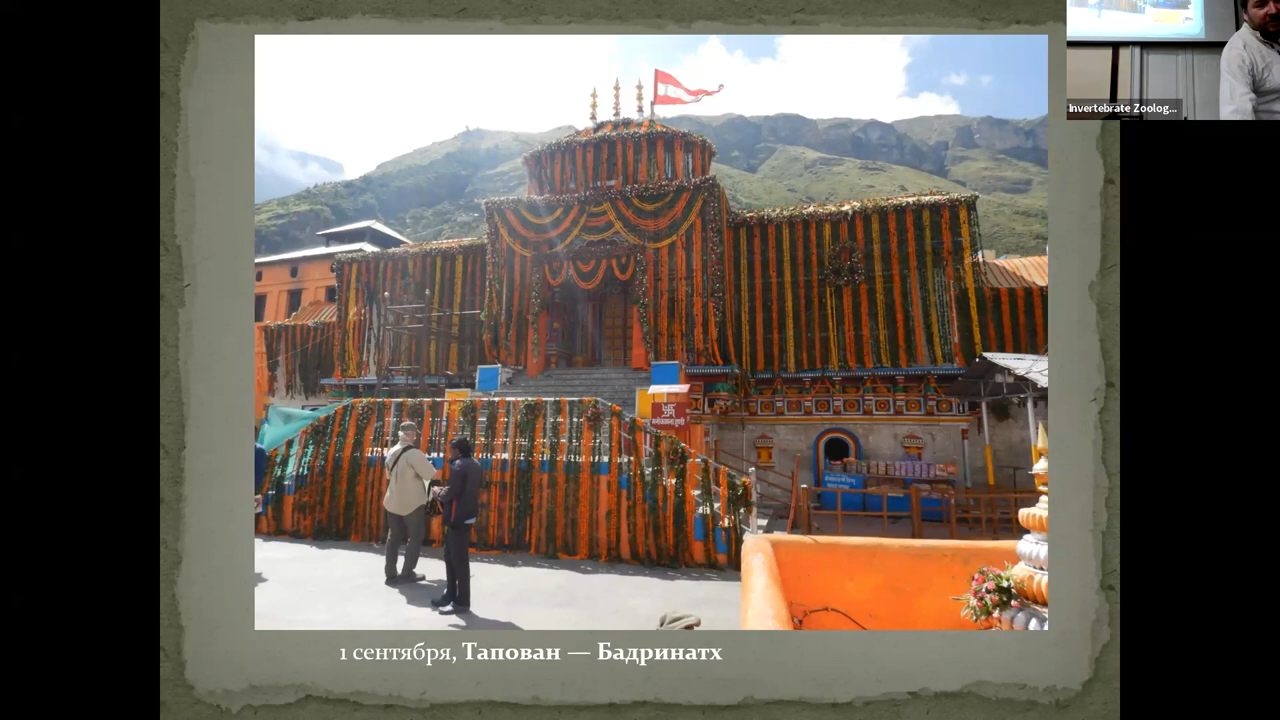 Invertebrate Zoolog...
1 сентября, Тапован — Бадринатх